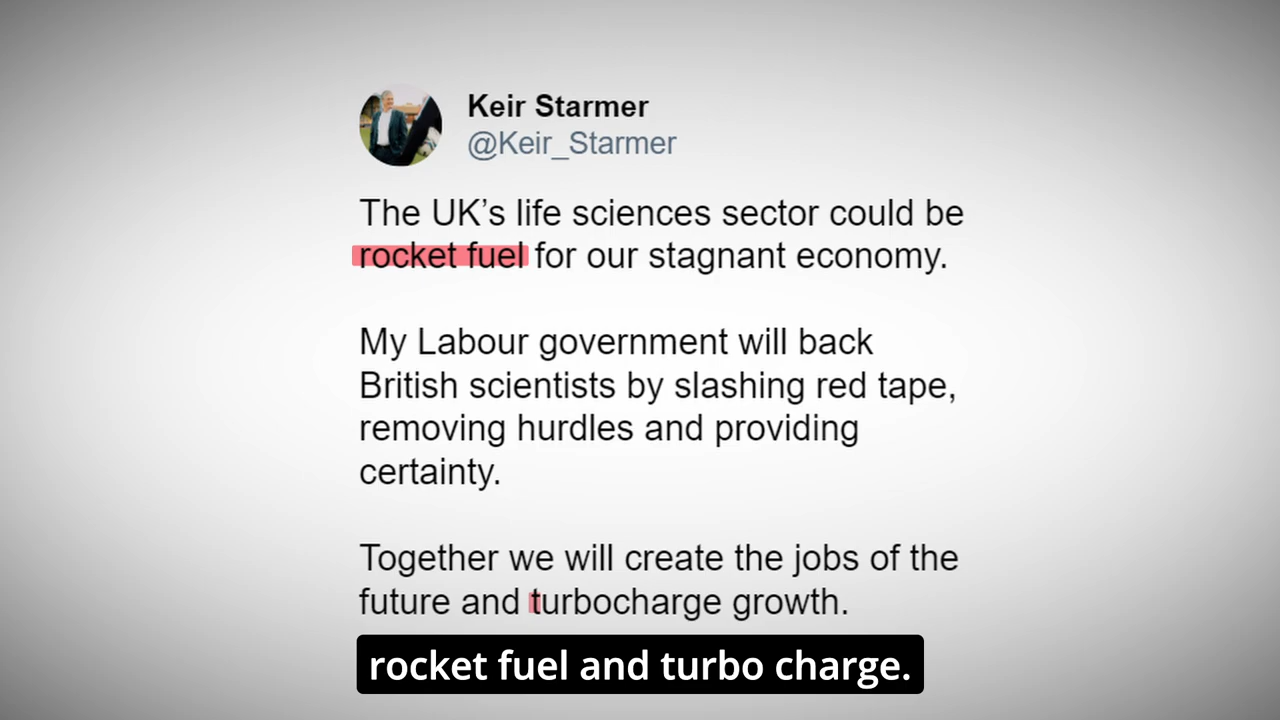 Keir Starmer
@Keir_Starmer
The UK’s life sciences sector could be
rocket fuel for our stagnant economy.
My Labour government will back
British scientists by slashing red tape,
removing hurdles and providing
certainty.
Together we will create the jobs of the
future and turbocharge growth.
rocket fuel and turbo charge.